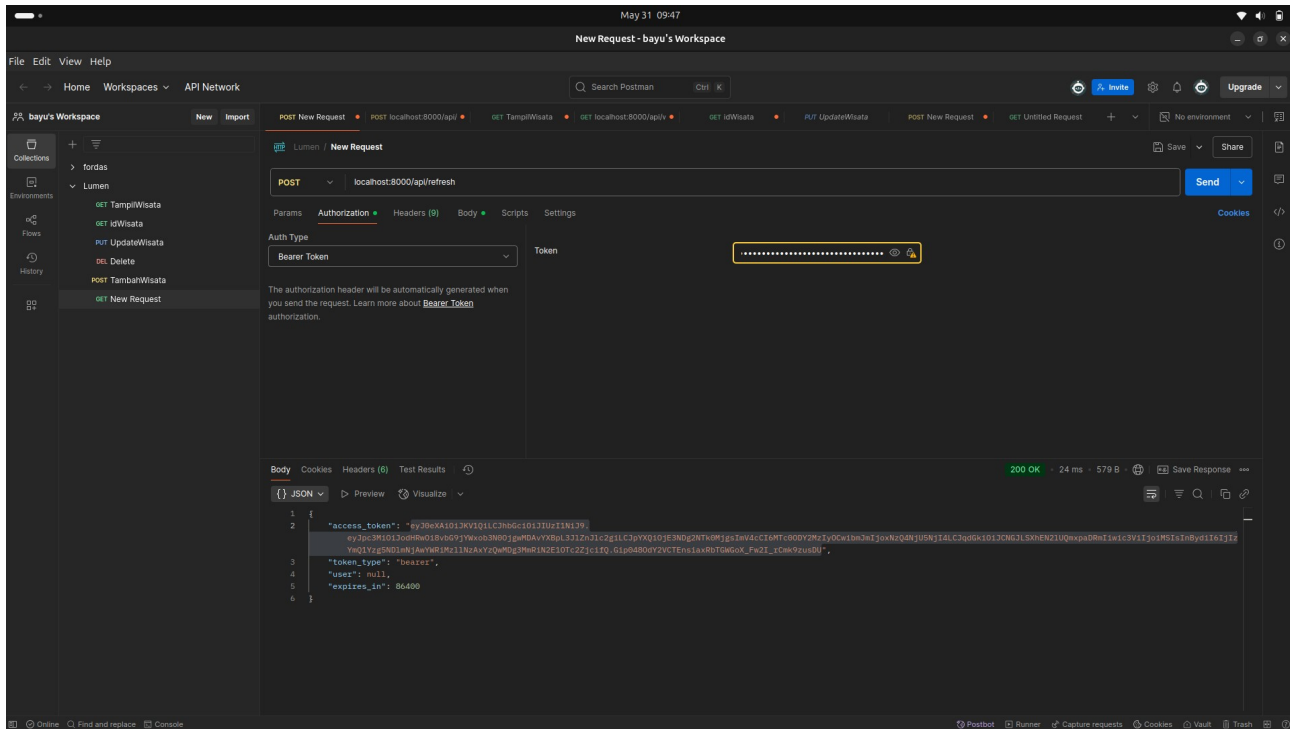 May 31 09:47
New Request - bayu's Workspace
File Edit View Help
Home Workspaces API Network
Search Postman Ctrl K
Invite
Upgrade
bayu's Workspace New Import
POST New Request POST localhost:8000/api/ GET TampilWisata GET localhost:8000/api/v GET idWisata PUT UpdateWisata POST New Request GET Untitled Request No environment
Collections
Environments
Flows
History
fordas
Lumen
GET TampilWisata
GET idWisata
PUT UpdateWisata
DEL Delete
POST TambahWisata
GET New Request
HTTP Lumen / New Request
Save Share
POST localhost:8000/api/refresh
Send
Params Authorization Headers (9) Body Scripts Settings
Cookies
Auth Type
Bearer Token
Token
The authorization header will be automatically generated when
you send the request. Learn more about Bearer Token
authorization.
Body Cookies Headers (6) Test Results
200 OK 24 ms 579 B Save Response
{} JSON Preview Visualize
1 {
2 "access_token":
3 "token_type": "bearer",
4 "user": null,
5 "expires_in": 86400
6 }
Online Find and replace Console
Postbot Runner Capture requests Cookies Vault Trash